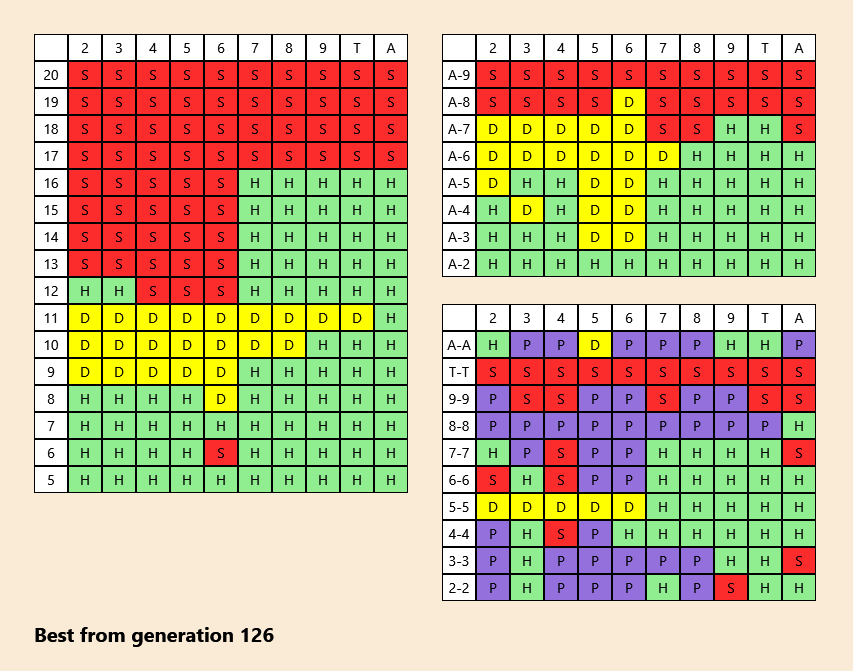 2 3 4 5 6 7 8 9 T A
20 S S S S S S S S S S
19 S S S S S S S S S S
18 S S S S S S S S S S
17 S S S S S S S S S S
16 S S S S S H H H H H
15 S S S S S H H H H H
14 S S S S S H H H H H
13 S S S S S H H H H H
12 H H S S S H H H H H
11 D D D D D D D D D H
10 D D D D D D D H H H
9 D D D D D H H H H H
8 H H H H D H H H H H
7 H H H H H H H H H H
6 H H H H S H H H H H
5 H H H H H H H H H H
2 3 4 5 6 7 8 9 T A
A-9 S S S S S S S S S S
A-8 S S S S D S S S S S
A-7 D D D D D S S H H S
A-6 D D D D D D H H H H
A-5 D H H D D H H H H H
A-4 H D H D D H H H H H
A-3 H H H D D H H H H H
A-2 H H H H H H H H H H
2 3 4 5 6 7 8 9 T A
A-A H P P D P P P H H P
T-T S S S S S S S S S S
9-9 P S S P P S P P S S
8-8 P P P P P P P P P H
7-7 H P S P P H H H H S
6-6 S H S P P H H H H H
5-5 D D D D D H H H H H
4-4 P H S P H H H H H H
3-3 P H P P P P P H H S
2-2 P H P P P H P S H H
Best from generation 126